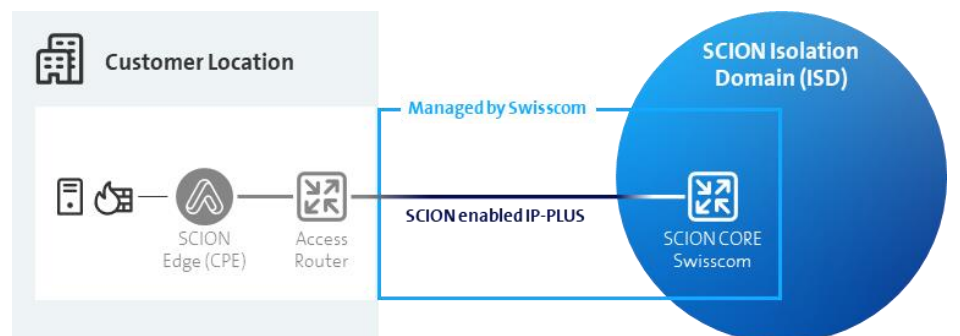 Customer Location
SCION Isolation
Domain (ISD)
Managed by Swisscom
SCION enabled IP-PLUS
SCION
Edge (CPE)
Access
Router
SCION CORE
Swisscom